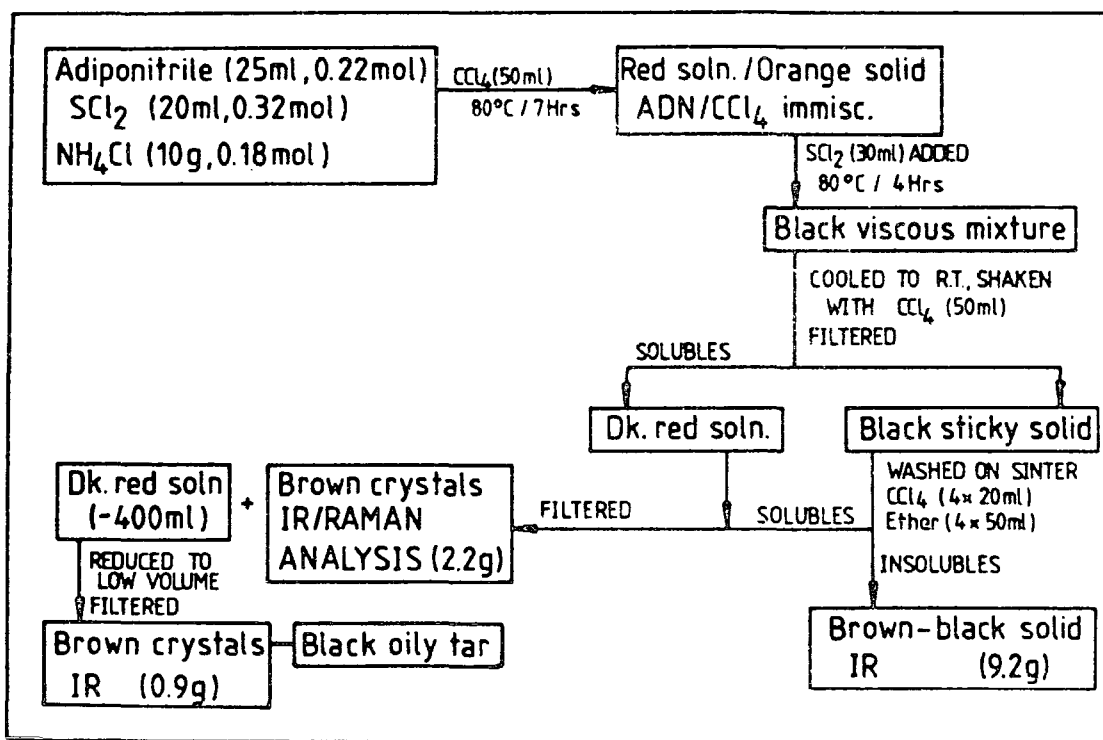 Adiponitrile (25ml, 0.22mol)
SCl₂ (20ml, 0.32mol)
NH₄Cl (10g, 0.18mol)
CCl₄ (50ml)
80°C / 7Hrs
Red soln./Orange solid
ADN/CCl₄ immisc.
SCl₂ (30ml) ADDED
80°C / 4Hrs
Black viscous mixture
COOLED TO R.T., SHAKEN
WITH CCl₄ (50ml)
FILTERED
SOLUBLES
Dk. red soln.
Black sticky solid
WASHED ON SINTER
CCl₄ (4 x 20ml)
Ether (4 x 50ml)
SOLUBLES
FILTERED
Dk. red soln
(~400ml)
+
Brown crystals
IR/RAMAN
ANALYSIS (2.2g)
REDUCED TO
LOW VOLUME
FILTERED
INSOLUBLES
Brown crystals
IR (0.9g)
Black oily tar
Brown-black solid
IR (9.2g)